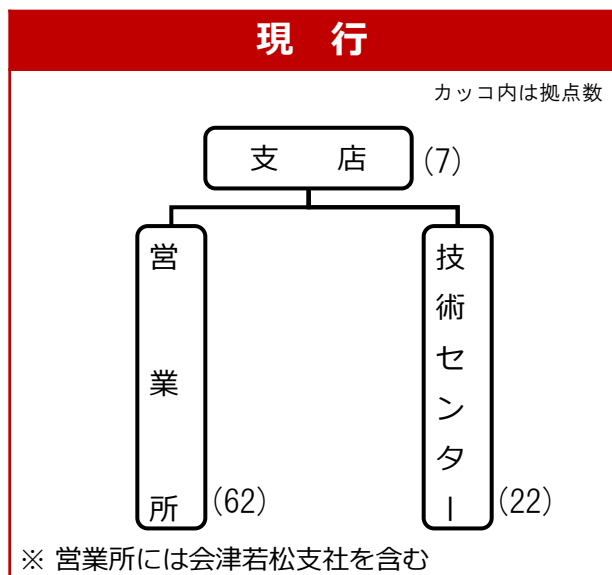 現　行
カッコ内は拠点数
支　店 (7)
営業所 (62)
技術センター (22)
※ 営業所には会津若松支社を含む